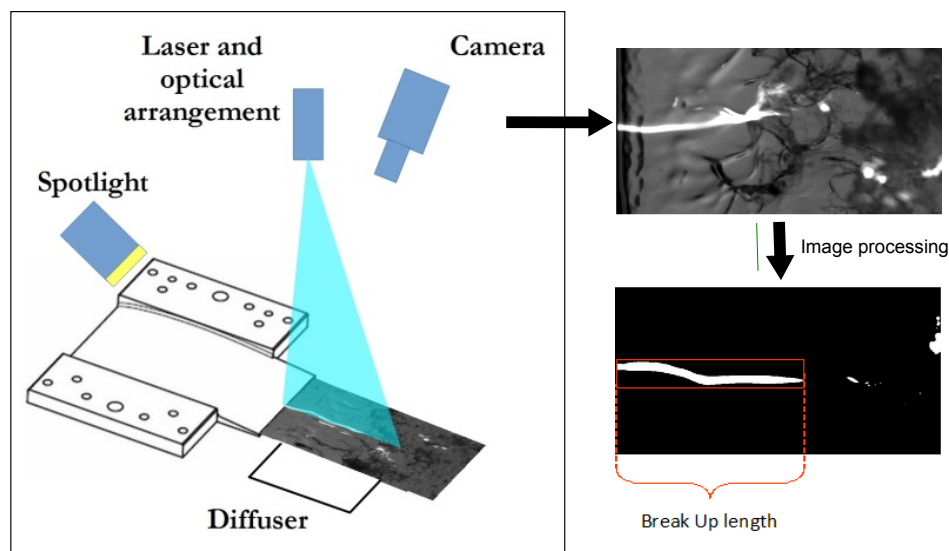 Laser and
optical
arrangement
Camera
Spotlight
Diffuser
Image processing
Break Up length